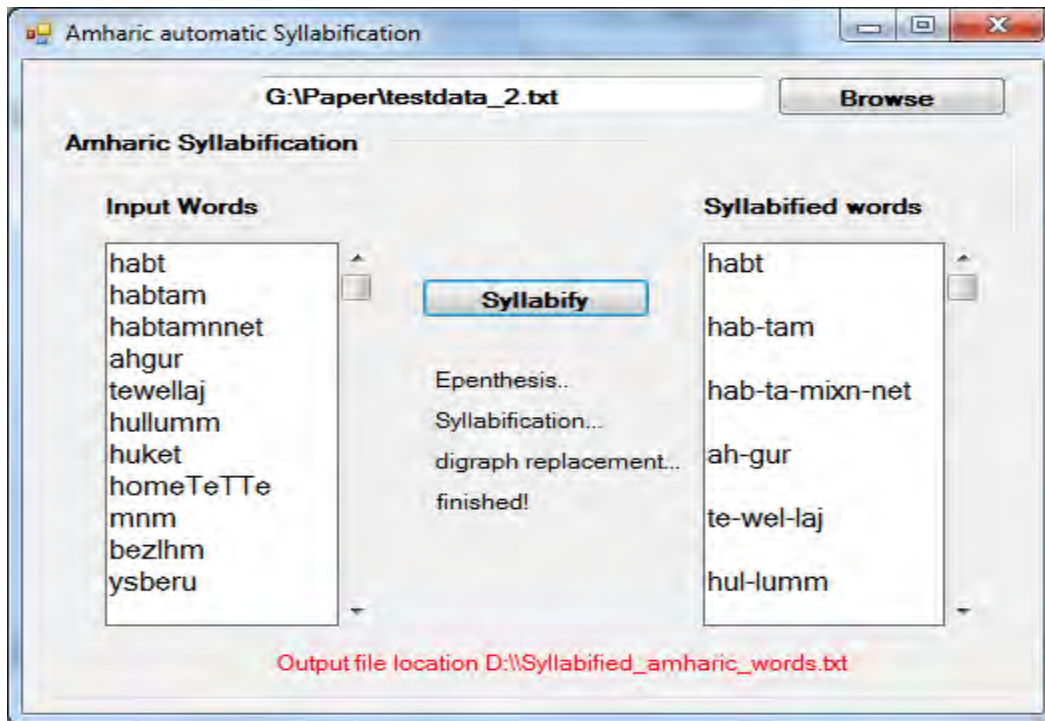 Amharic automatic Syllabification
G:\Paper\testdata_2.txt
Browse
Amharic Syllabification
Input Words
habt
habtam
habtamnnet
ahgur
tewellaj
hullumm
huket
homeTeTTe
mnm
bezlhm
ysberu
Syllabify
Epenthesis..
Syllabification...
digraph replacement...
finished!
Syllabified words
habt
hab-tam
hab-ta-mixn-net
ah-gur
te-wel-laj
hul-lumm
Output file location D:\\Syllabified_amharic_words.txt